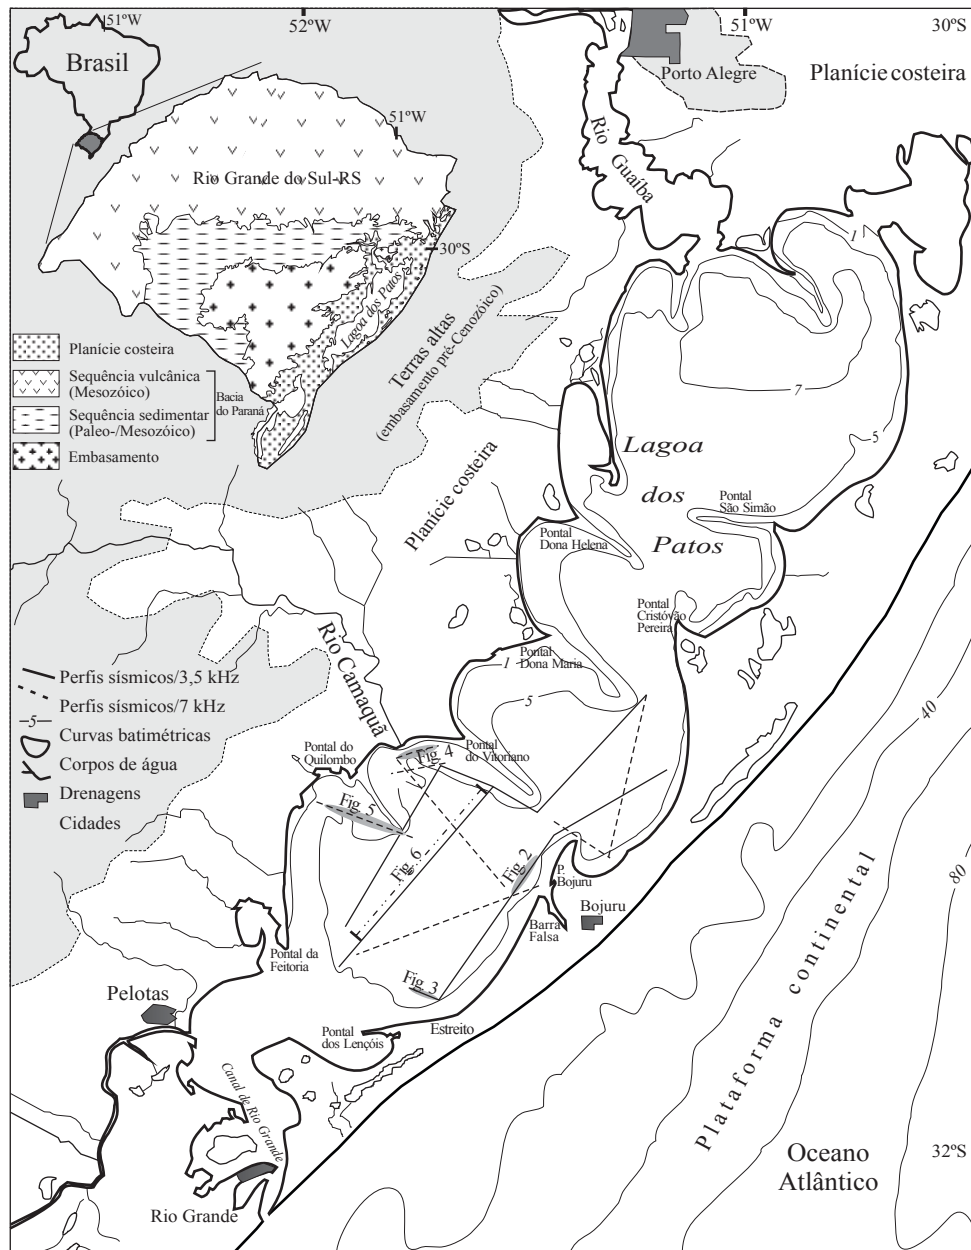 51ºW
52ºW
51ºW
30ºS
Brasil
Porto Alegre
Planície costeira
51ºW
Rio Guaíba
Rio Grande do Sul-RS
30ºS
Lagoa dos Patos
Terras altas
(embasamento pré-Cenozóico)
Planície costeira
Sequência vulcânica
(Mesozóico)
Bacia
do Paraná
Sequência sedimentar
(Paleo-/Mesozóico)
Embasamento
1
1
7
5
Lagoa
dos
Patos
Planície costeira
Pontal
São Simão
Pontal
Dona Helena
Pontal
Cristóvão
Pereira
Rio Camaquã
Pontal
Dona Maria
1
5
Perfis sísmicos/3,5 kHz
Perfis sísmicos/7 kHz
5
Curvas batimétricas
Corpos de água
Drenagens
Cidades
Pontal do
Quilombo
Fig. 4
Pontal
do Vitoriano
Fig. 5
Fig. 6
Fig. 2
P.
Bojuru
Bojuru
Barra
Falsa
40
80
Plataforma continental
Pontal da
Feitoria
Fig. 3
Pelotas
Estreito
Pontal
dos Lençóis
Canal de Rio Grande
Rio Grande
Oceano
Atlântico
32ºS